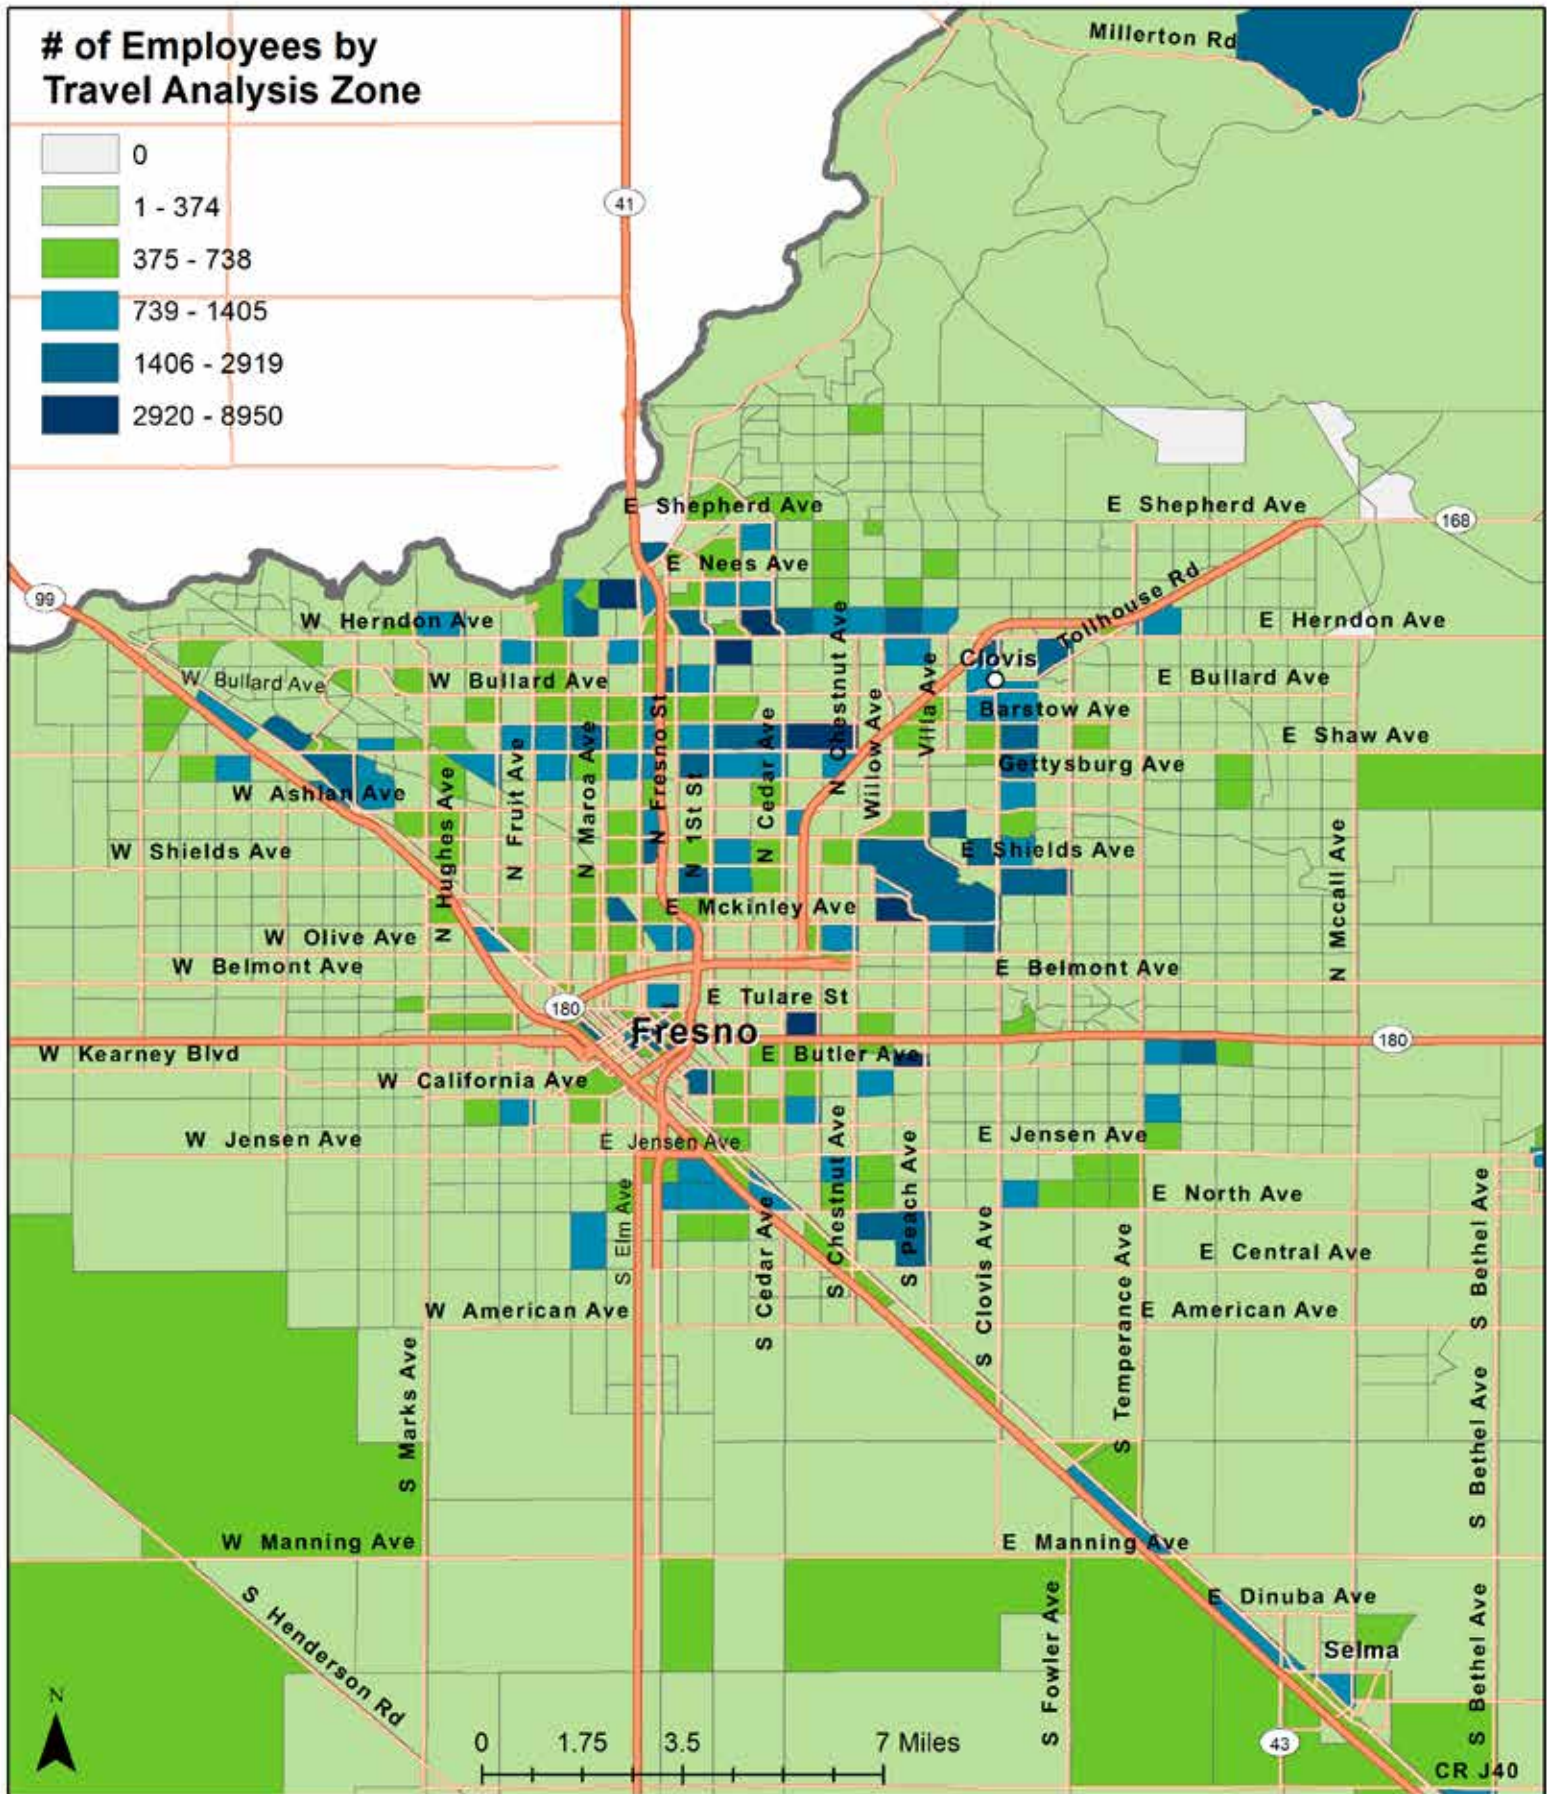 # of Employees by
Travel Analysis Zone
0
1 - 374
375 - 738
739 - 1405
1406 - 2919
2920 - 8950
Millerton Rd
41
E Shepherd Ave
E Shepherd Ave
168
E Nees Ave
99
Tollhouse Rd
W Herndon Ave
E Herndon Ave
Clovis
W Bullard Ave
W Bullard Ave
E Bullard Ave
Barstow Ave
E Shaw Ave
Gettysburg Ave
W Ashlan Ave
N Hughes Ave
N Fruit Ave
N Maroa Ave
N Fresno St
N 1St St
N Cedar Ave
N Chestnut Ave
Willow Ave
Villa Ave
W Shields Ave
E Shields Ave
N Mccall Ave
E Mckinley Ave
W Olive Ave
W Belmont Ave
E Belmont Ave
180
E Tulare St
Fresno
W Kearney Blvd
E Butler Ave
180
W California Ave
W Jensen Ave
E Jensen Ave
E Jensen Ave
E North Ave
S Elm Ave
S Cedar Ave
S Chestnut Ave
S Peach Ave
S Clovis Ave
S Temperance Ave
S Bethel Ave
E Central Ave
W American Ave
E American Ave
S Marks Ave
S Bethel Ave
W Manning Ave
E Manning Ave
S Henderson Rd
E Dinuba Ave
S Fowler Ave
Selma
S Bethel Ave
N
0 1.75 3.5 7 Miles
43
CR J40